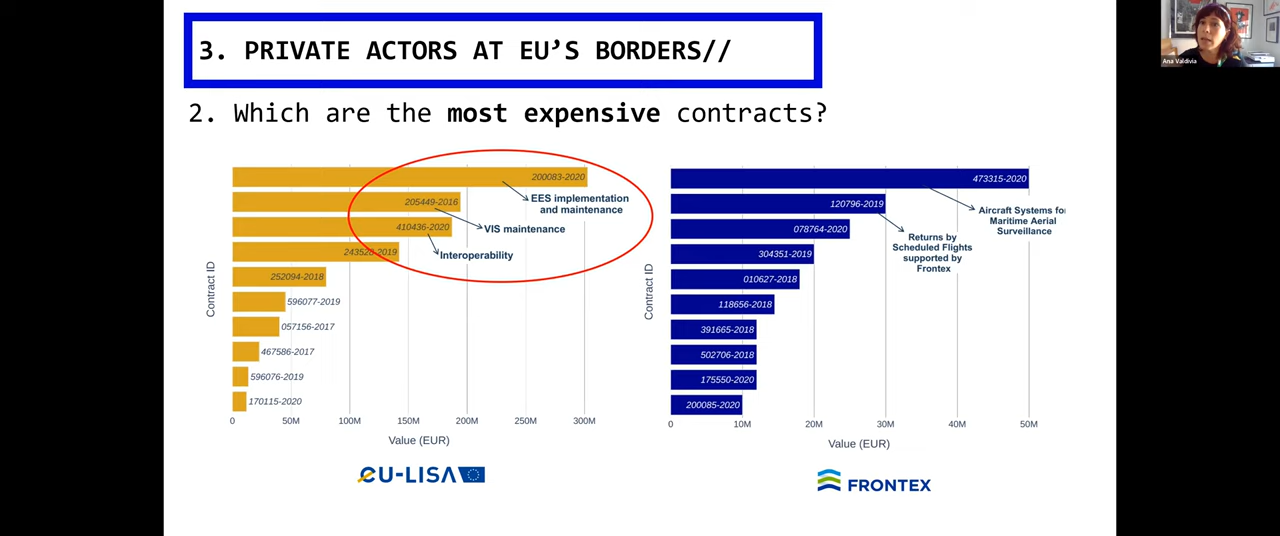 3. PRIVATE ACTORS AT EU'S BORDERS//
Ana Valdivia
2. Which are the most expensive contracts?
200083-2020
205449-2016
410436-2020
243528-2019
252094-2018
596077-2019
057156-2017
467586-2017
596076-2019
170115-2020
EES implementation
and maintenance
VIS maintenance
Interoperability
Contract ID
0
50M
100M
150M
200M
250M
300M
Value (EUR)
eu-LISA
473315-2020
120796-2019
078764-2020
304351-2019
010627-2018
118656-2018
391665-2018
502706-2018
175550-2020
200085-2020
Aircraft Systems for
Maritime Aerial
Surveillance
Returns by
Scheduled Flights
supported by
Frontex
Contract ID
0
10M
20M
30M
40M
50M
Value (EUR)
FRONTEX